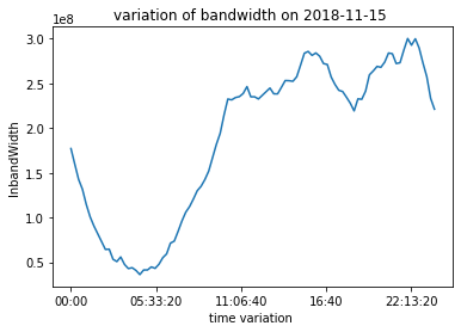 variation of bandwidth on 2018-11-15
1e8
3.0
2.5
2.0
1.5
1.0
0.5
InbandWidth
00:00 05:33:20 11:06:40 16:40 22:13:20
time variation